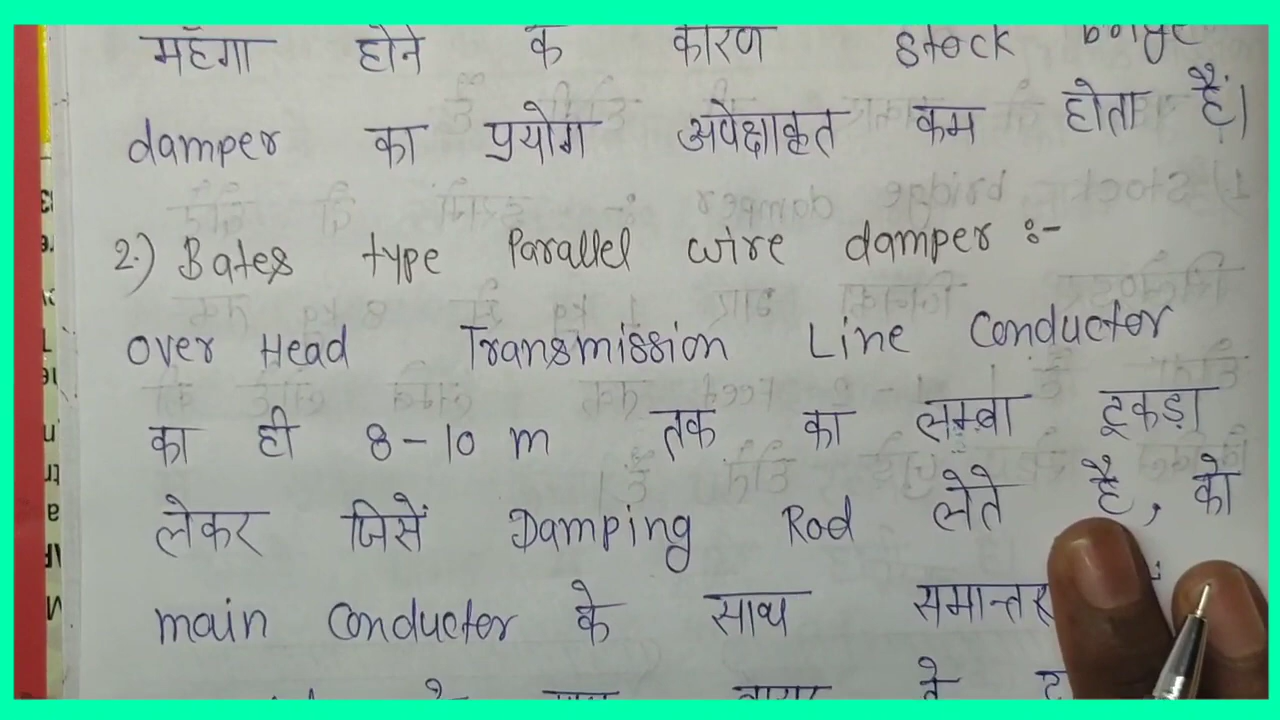 महँगा होने के कारण stock bridge
damper का प्रयोग अपेक्षाकृत कम होता हैं।
2.) Bates type Parallel wire damper :-
over Head Transmission Line Conductor
का ही 8-10 m तक का लम्बा टूकड़ा
लेकर जिसें Damping Rod लेते है, को
main Conductor के साथ समान्तर